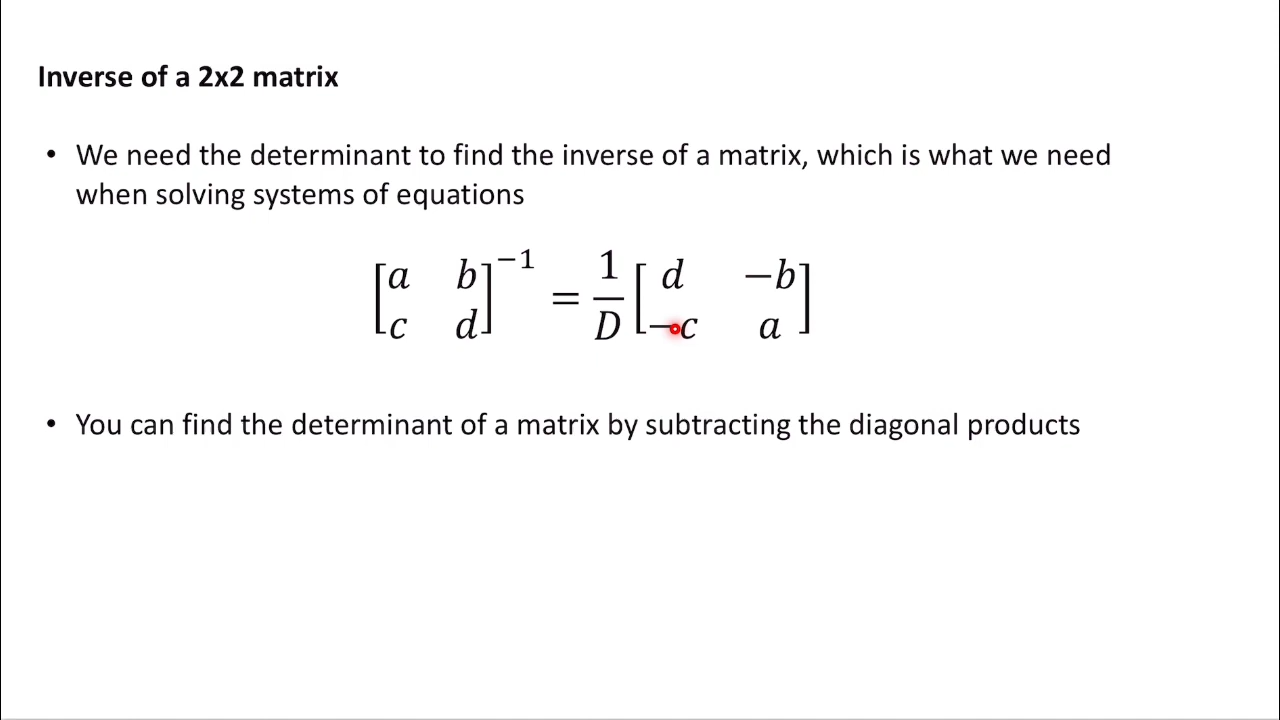 Inverse of a 2x2 matrix
• We need the determinant to find the inverse of a matrix, which is what we need
when solving systems of equations
[a b; c d]^−1 = 1/D [d −b; −c a]
• You can find the determinant of a matrix by subtracting the diagonal products